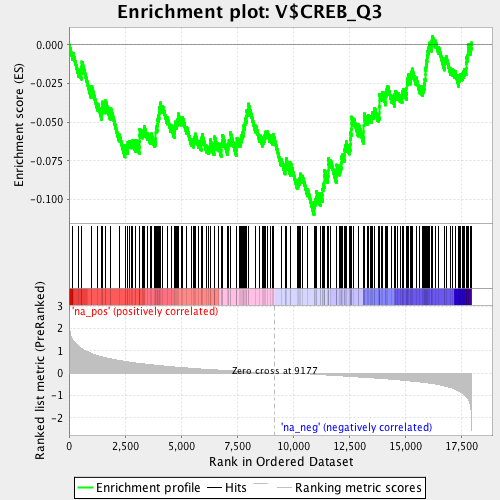 Enrichment plot: V$CREB_Q3
Enrichment score (ES)
0.000
-0.025
-0.050
-0.075
-0.100
'na_pos' (positively correlated)
Ranked list metric (PreRanked)
3
2
1
0
-1
-2
Zero cross at 9177
'na_neg' (negatively correlated)
0
2,500
5,000
7,500
10,000
12,500
15,000
17,500
Rank in Ordered Dataset
Enrichment profile
Hits
Ranking metric scores